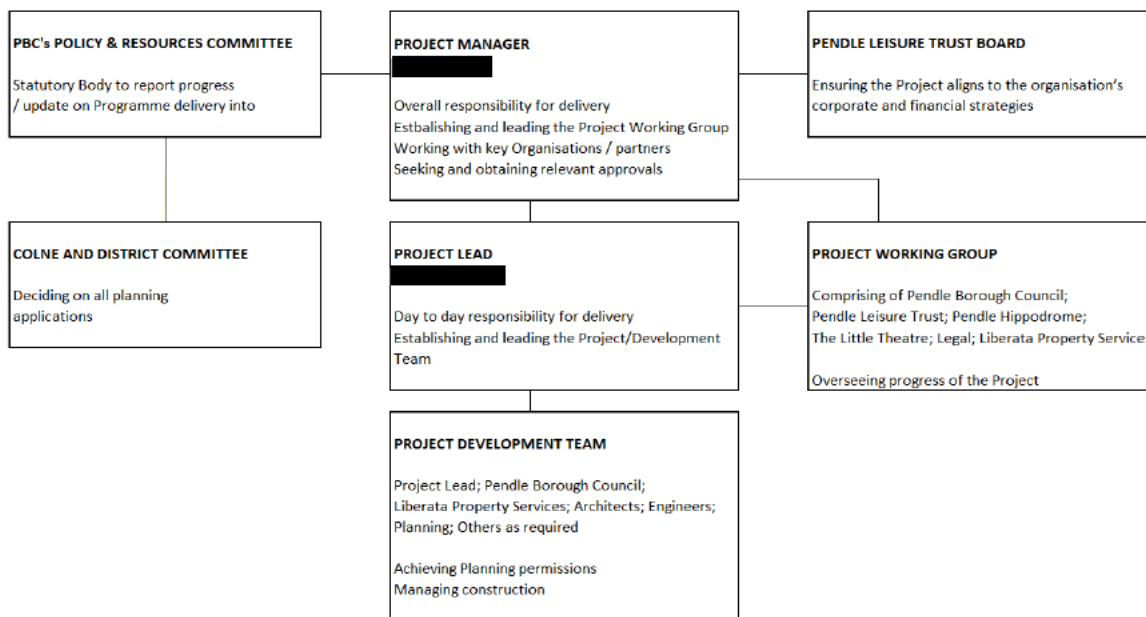 PBC's POLICY & RESOURCES COMMITTEE
Statutory Body to report progress
/ update on Programme delivery into
PROJECT MANAGER
Overall responsibility for delivery
Estbalishing and leading the Project Working Group
Working with key Organisations / partners
Seeking and obtaining relevant approvals
PENDLE LEISURE TRUST BOARD
Ensuring the Project aligns to the organisation's
corporate and financial strategies
COLNE AND DISTRICT COMMITTEE
Deciding on all planning
applications
PROJECT LEAD
Day to day responsibility for delivery
Establishing and leading the Project/Development
Team
PROJECT WORKING GROUP
Comprising of Pendle Borough Council;
Pendle Leisure Trust; Pendle Hippodrome;
The Little Theatre; Legal; Liberata Property Service
Overseeing progress of the Project
PROJECT DEVELOPMENT TEAM
Project Lead; Pendle Borough Council;
Liberata Property Services; Architects; Engineers;
Planning; Others as required
Achieving Planning permissions
Managing construction